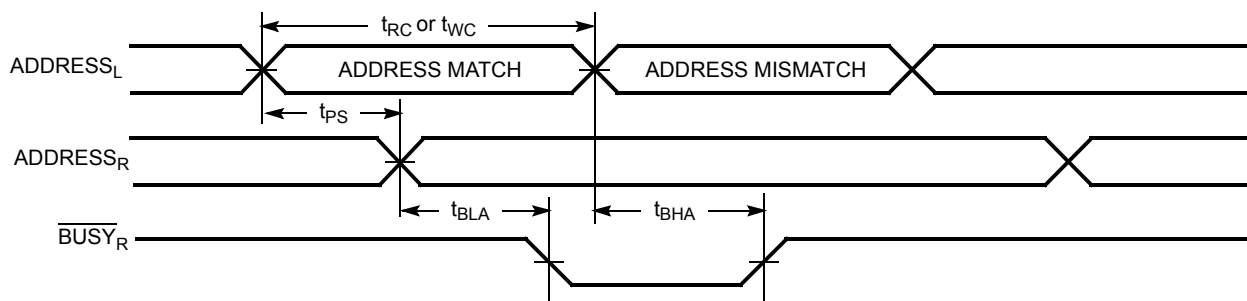 tRC or tWC
ADDRESSL
ADDRESS MATCH
ADDRESS MISMATCH
tPS
ADDRESSR
tBLA
tBHA
BUSYR